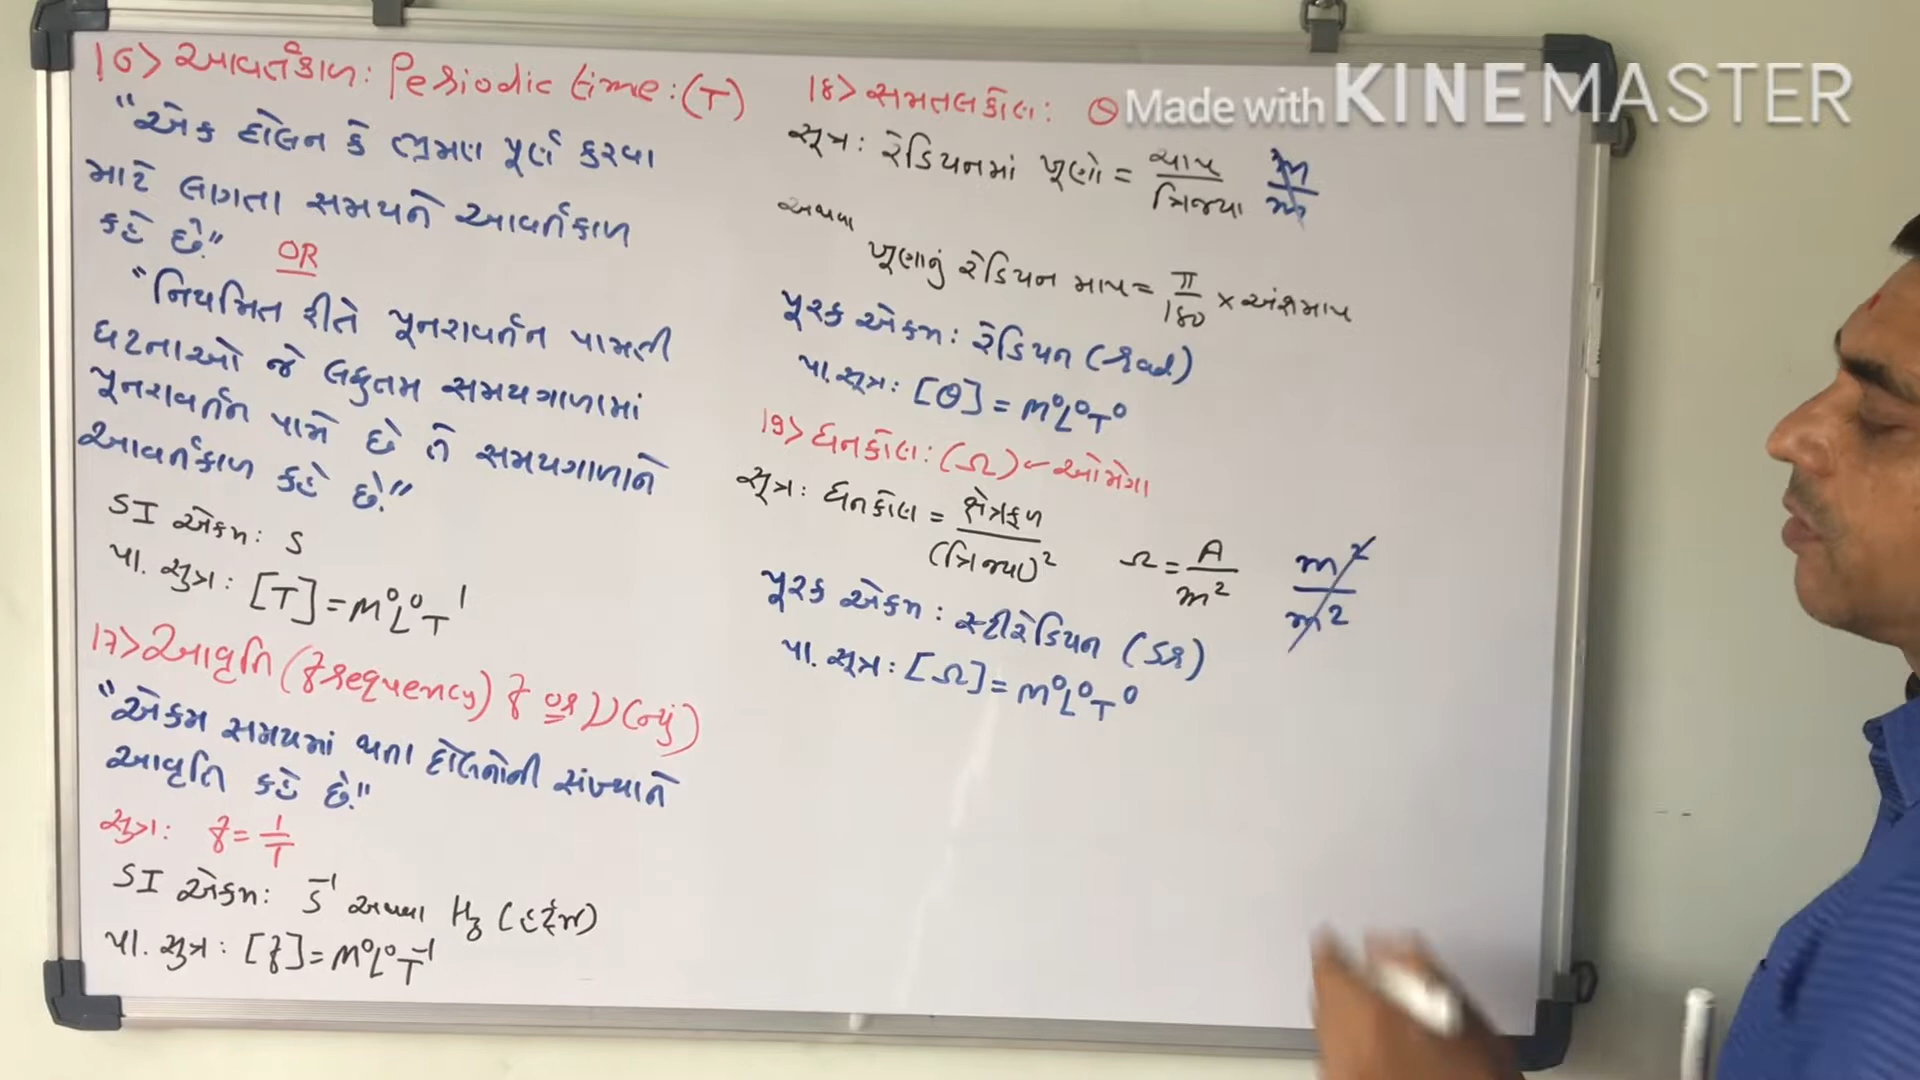 16> આવર્તકાળ: Periodic time: (T)
"એક દોલન કે ભ્રમણ પૂર્ણ કરવા
માટે લાગતા સમયને આવર્તકાળ
કહે છે."
OR
"નિયમિત રીતે પૂનરાવર્તન પામતી
ઘટનાઓ જે લઘુતમ સમયગાળામાં
પૂનરાવર્તન પામે છે તે સમયગાળાને
આવર્તકાળ કહે છે."
SI એકમ: S
પા. સુત્ર: [T] = M⁰L⁰T¹
17> આવૃતિ (frequency) f or ν (ન્યુ)
"એકમ સમયમાં થતા દોલનોની સંખ્યાને
આવૃતિ કહે છે."
સુત્ર: f = 1/T
SI એકમ: S⁻¹ અથવા Hz (હર્ટ્ઝ)
પા. સુત્ર: [f] = M⁰L⁰T⁻¹
18> સમતલકોણ: θ
સૂત્ર: રેડિયનમાં ખૂણો = ચાપ/ત્રિજ્યા m/m
અથવા
ખૂણાનું રેડિયન માપ = π/180 × અંશમાપ
પૂરક એકમ: રેડિયન (rad)
પા. સૂત્ર: [θ] = M⁰L⁰T⁰
19> ઘનકોણ: (Ω) ← ઓમેગા
સૂત્ર: ઘનકોણ = ક્ષેત્રફળ/(ત્રિજ્યા)² Ω = A/m² m²/m²
પૂરક એકમ: સ્ટીરેડિયન (Sr)
પા. સૂત્ર: [Ω] = M⁰L⁰T⁰
Made with KINEMASTER